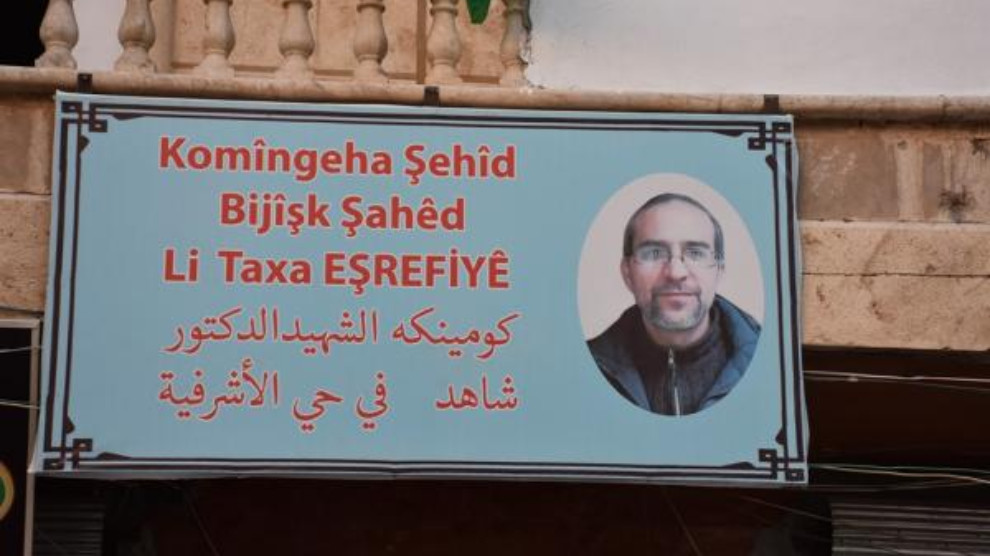 Komîngeha Şehîd
Bijîşk Şahêd
Li Taxa EŞREFİYÊ
كومينكه الشهيدالدكتور
شاهد في حي الأشرفية